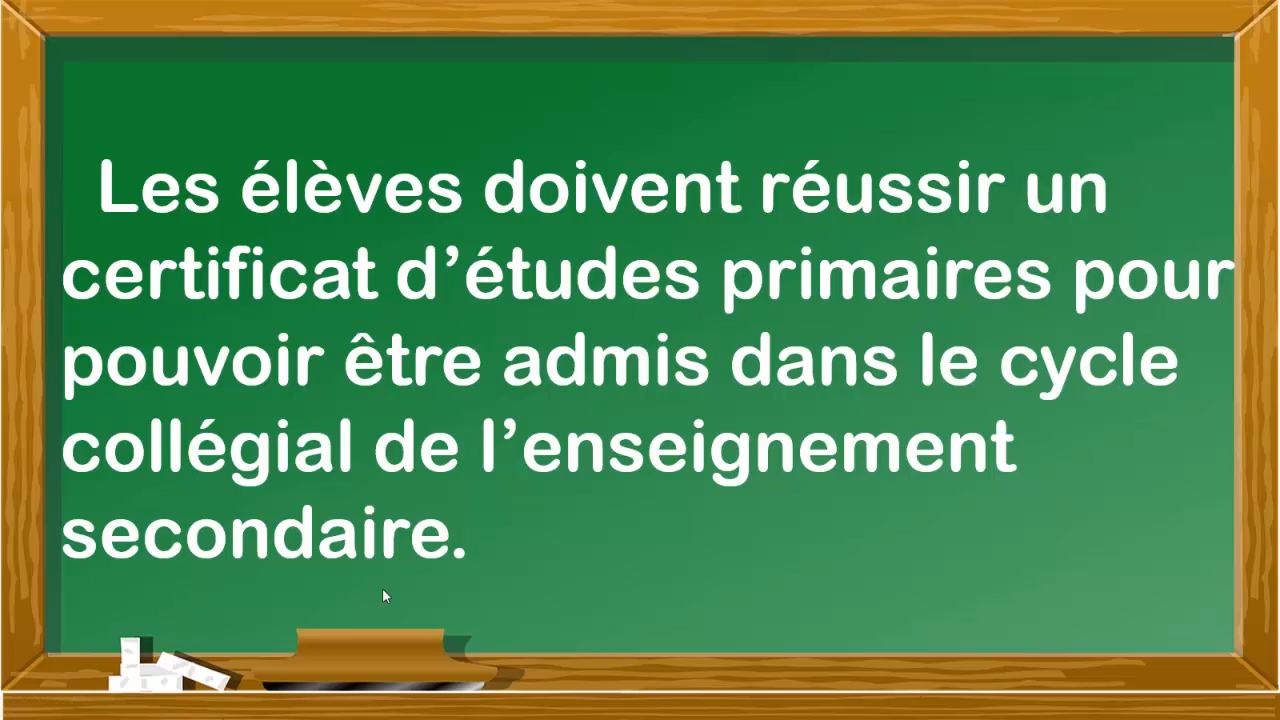 Les élèves doivent réussir un
certificat d’études primaires pour
pouvoir être admis dans le cycle
collégial de l’enseignement
secondaire.